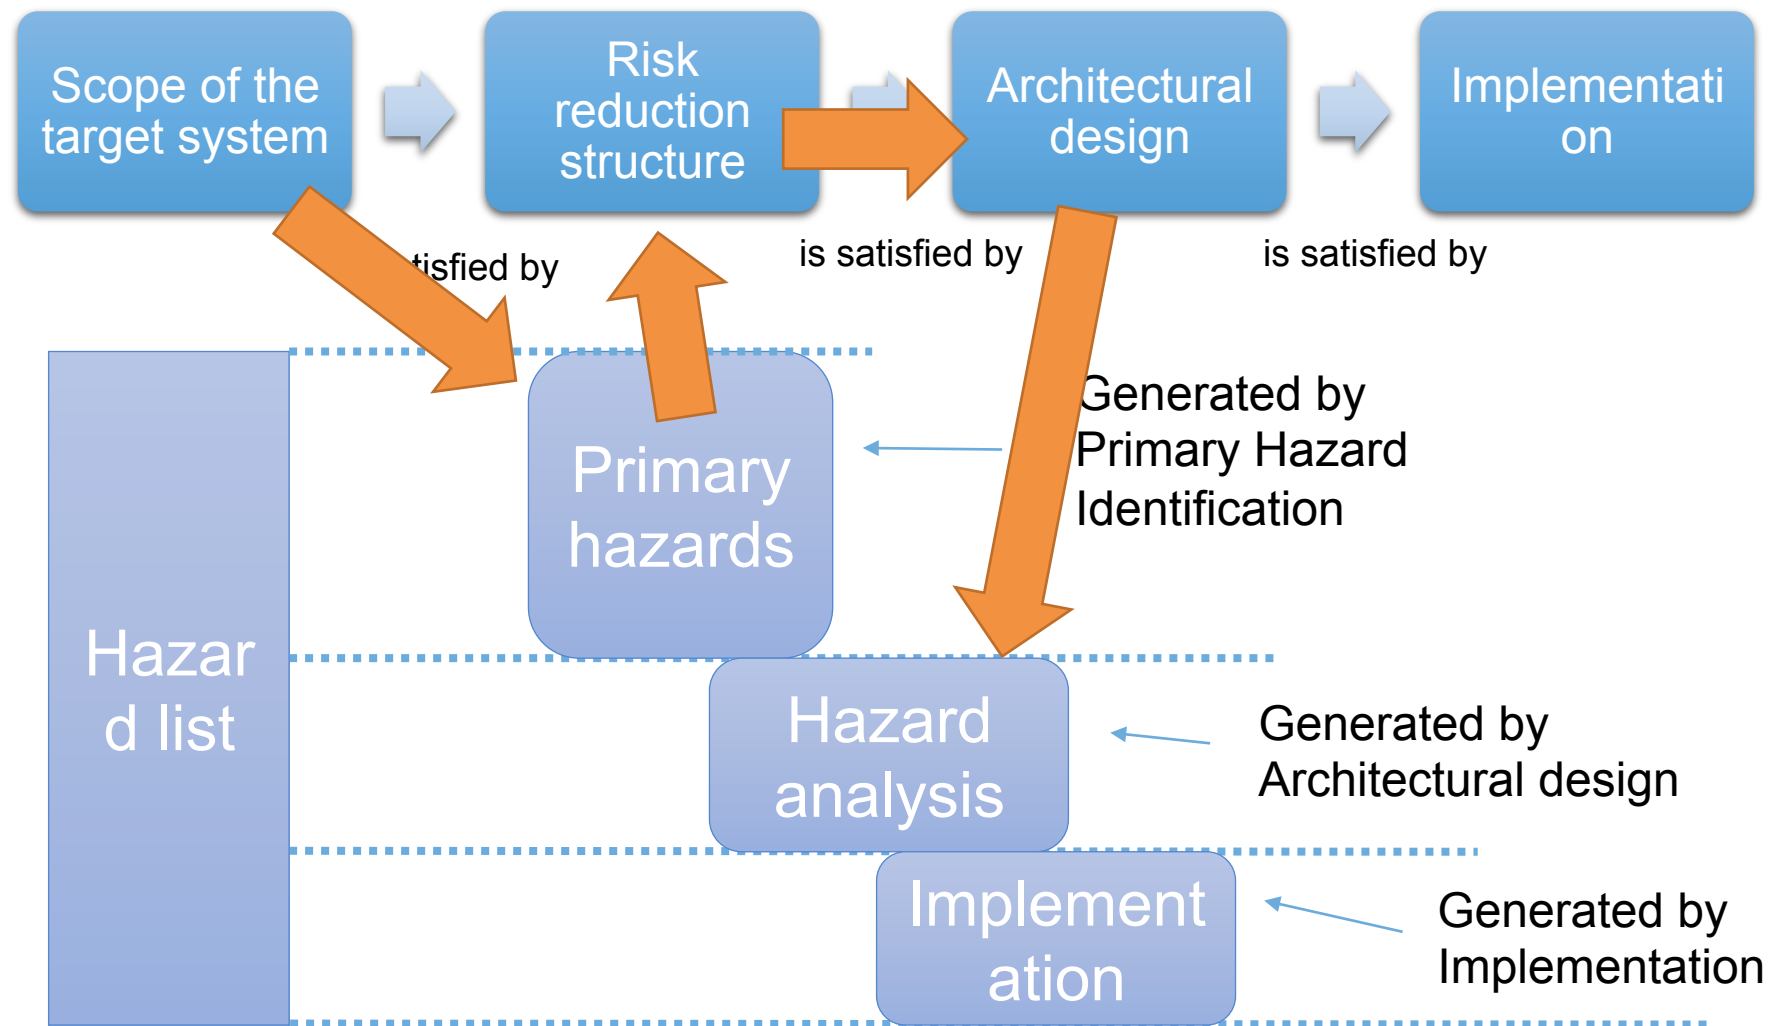 Scope of the
target system
Risk
reduction
structure
Architectural
design
Implementati
on
tisfied by
is satisfied by
is satisfied by
Hazar
d list
Primary
hazards
Generated by
Primary Hazard
Identification
Hazard
analysis
Generated by
Architectural design
Implement
ation
Generated by
Implementation